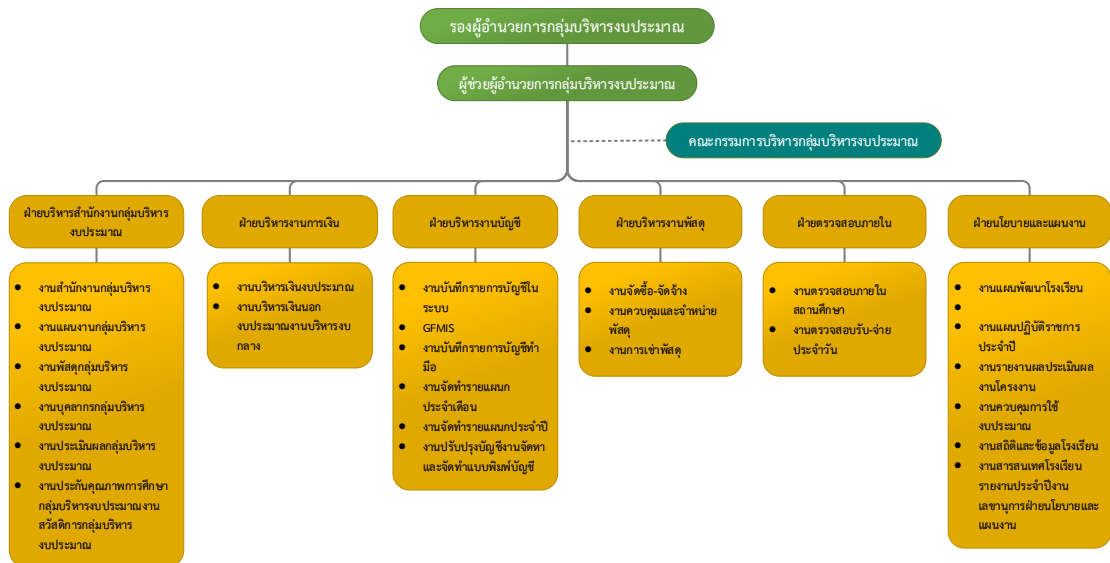 รองผู้อำนวยการกลุ่มบริหารงบประมาณ
ผู้ช่วยผู้อำนวยการกลุ่มบริหารงบประมาณ
คณะกรรมการบริหารกลุ่มบริหารงบประมาณ
ฝ่ายบริหารสำนักงานกลุ่มบริหาร
งบประมาณ
ฝ่ายบริหารงานการเงิน
ฝ่ายบริหารงานบัญชี
ฝ่ายบริหารงานพัสดุ
ฝ่ายตรวจสอบภายใน
ฝ่ายนโยบายและแผนงาน
● งานสำนักงานกลุ่มบริหาร
งบประมาณ
● งานแผนงานกลุ่มบริหาร
งบประมาณ
● งานพัสดุกลุ่มบริหาร
งบประมาณ
● งานบุคลากรกลุ่มบริหาร
งบประมาณ
● งานประเมินผลกลุ่มบริหาร
งบประมาณ
● งานประกันคุณภาพการศึกษา
กลุ่มบริหารงบประมาณงาน
สวัสดิการกลุ่มบริหาร
งบประมาณ
● งานบริหารเงินงบประมาณ
● งานบริหารเงินนอก
งบประมาณงานบริหารงบ
กลาง
● งานบันทึกรายการบัญชีใน
ระบบ
● GFMIS
● งานบันทึกรายการบัญชีทำ
มือ
● งานจัดทำรายแผนก
ประจำเดือน
● งานจัดทำรายแผนกประจำปี
● งานปรับปรุงบัญชีงานจัดหา
และจัดทำแบบพิมพ์บัญชี
● งานจัดซื้อ-จัดจ้าง
● งานควบคุมและจำหน่าย
พัสดุ
● งานการเช่าพัสดุ
● งานตรวจสอบภายใน
สถานศึกษา
● งานตรวจสอบรับ-จ่าย
ประจำวัน
● งานแผนพัฒนาโรงเรียน
●
● งานแผนปฏิบัติราชการ
ประจำปี
● งานรายงานผลประเมินผล
งานโครงงาน
● งานควบคุมการใช้
งบประมาณ
● งานสถิติและข้อมูลโรงเรียน
● งานสารสนเทศโรงเรียน
รายงานประจำปีงาน
เลขานุการฝ่ายนโยบายและ
แผนงาน